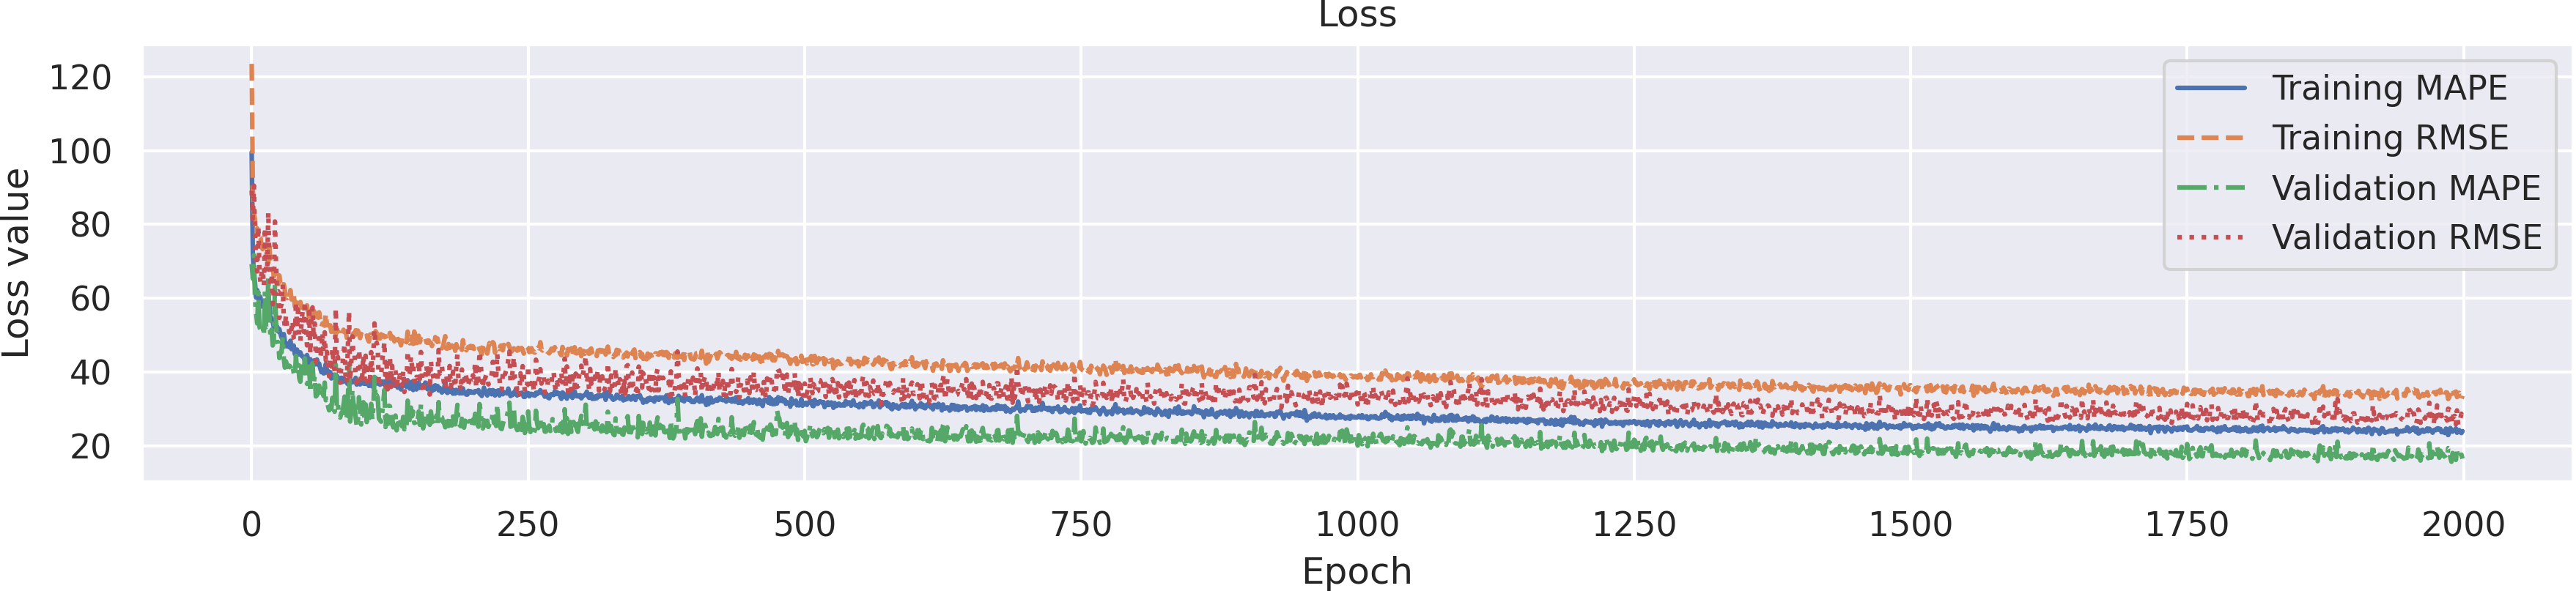 Loss
120
100
80
60
40
20
Loss value
Training MAPE
Training RMSE
Validation MAPE
Validation RMSE
0 250 500 750 1000 1250 1500 1750 2000
Epoch